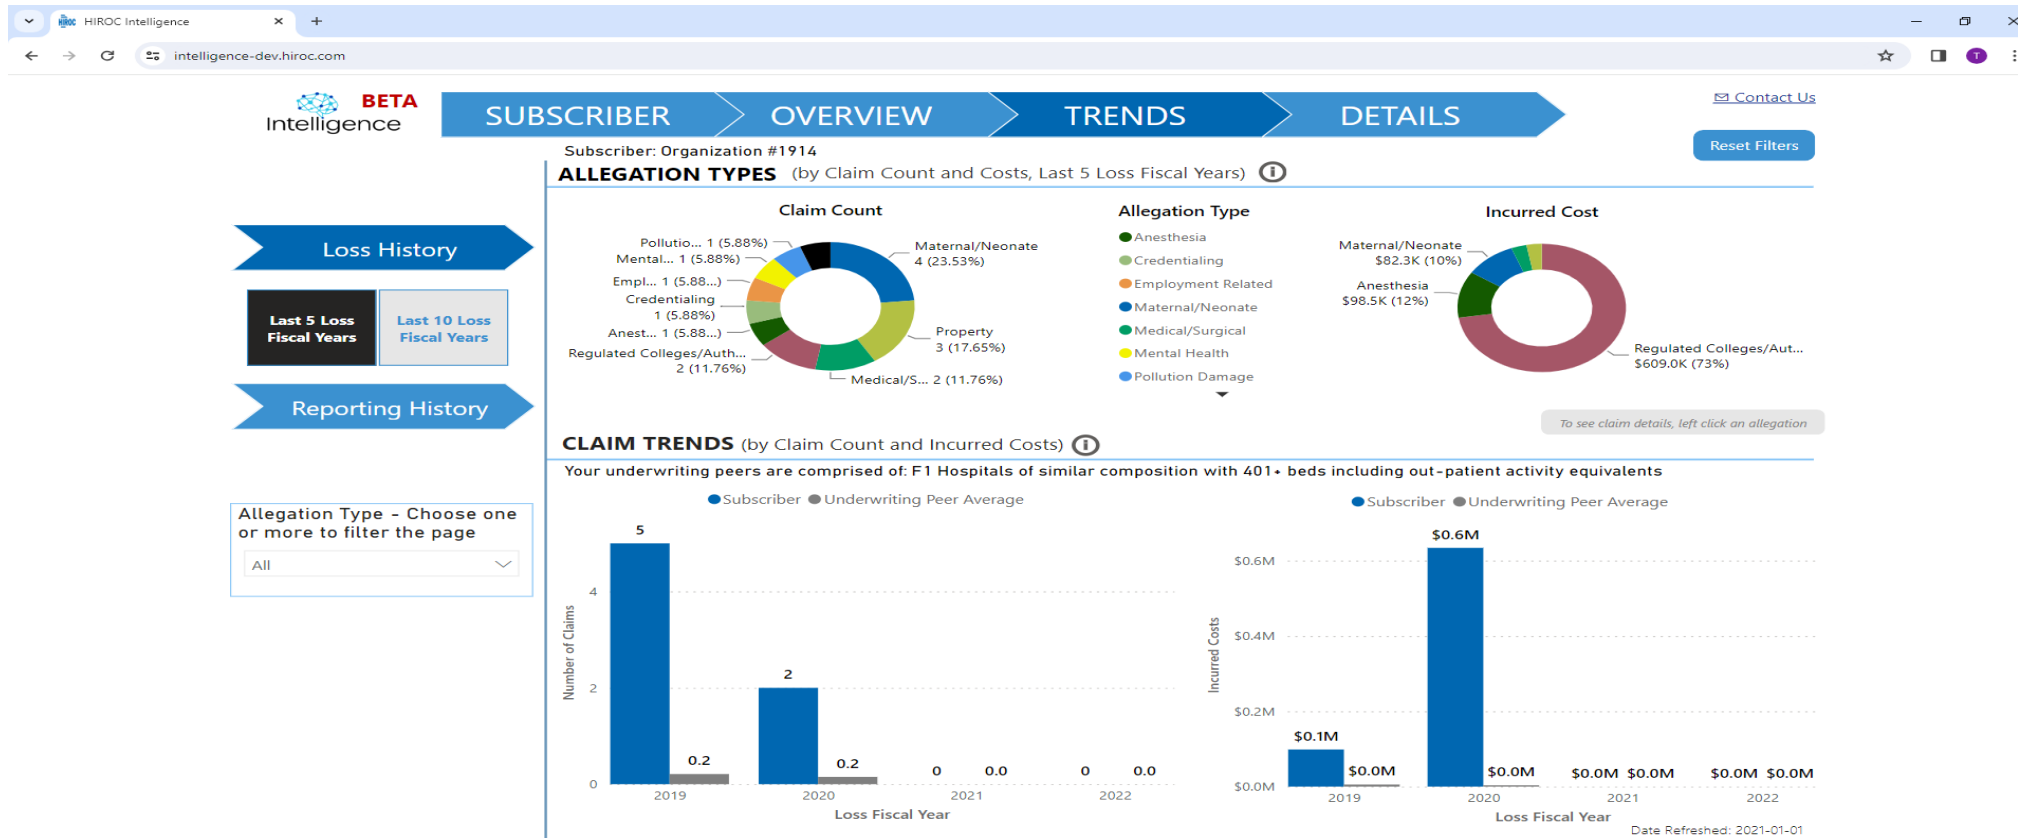 HIROC HIROC Intelligence
intelligence-dev.hiroc.com
T
BETA
Intelligence
SUBSCRIBER
OVERVIEW
TRENDS
DETAILS
Contact Us
Reset Filters
Subscriber: Organization #1914
ALLEGATION TYPES (by Claim Count and Costs, Last 5 Loss Fiscal Years)
Loss History
Last 5 Loss
Fiscal Years
Last 10 Loss
Fiscal Years
Reporting History
Allegation Type - Choose one
or more to filter the page
All
Claim Count
Pollutio... 1 (5.88%)
Mental... 1 (5.88%)
Empl... 1 (5.88...)
Credentialing
1 (5.88%)
Anest... 1 (5.88...)
Regulated Colleges/Auth...
2 (11.76%)
Maternal/Neonate
4 (23.53%)
Property
3 (17.65%)
Medical/S... 2 (11.76%)
Allegation Type
Anesthesia
Credentialing
Employment Related
Maternal/Neonate
Medical/Surgical
Mental Health
Pollution Damage
Incurred Cost
Maternal/Neonate
$82.3K (10%)
Anesthesia
$98.5K (12%)
Regulated Colleges/Aut...
$609.0K (73%)
To see claim details, left click an allegation
CLAIM TRENDS (by Claim Count and Incurred Costs)
Your underwriting peers are comprised of: F1 Hospitals of similar composition with 401+ beds including out-patient activity equivalents
Subscriber Underwriting Peer Average
Number of Claims
4
2
0
5
0.2
2
0.2
0
0.0
0
0.0
2019
2020
2021
2022
Loss Fiscal Year
Subscriber Underwriting Peer Average
Incurred Costs
$0.6M
$0.4M
$0.2M
$0.0M
$0.1M
$0.0M
$0.6M
$0.0M
$0.0M
$0.0M
$0.0M
$0.0M
2019
2020
2021
2022
Loss Fiscal Year
Date Refreshed: 2021-01-01